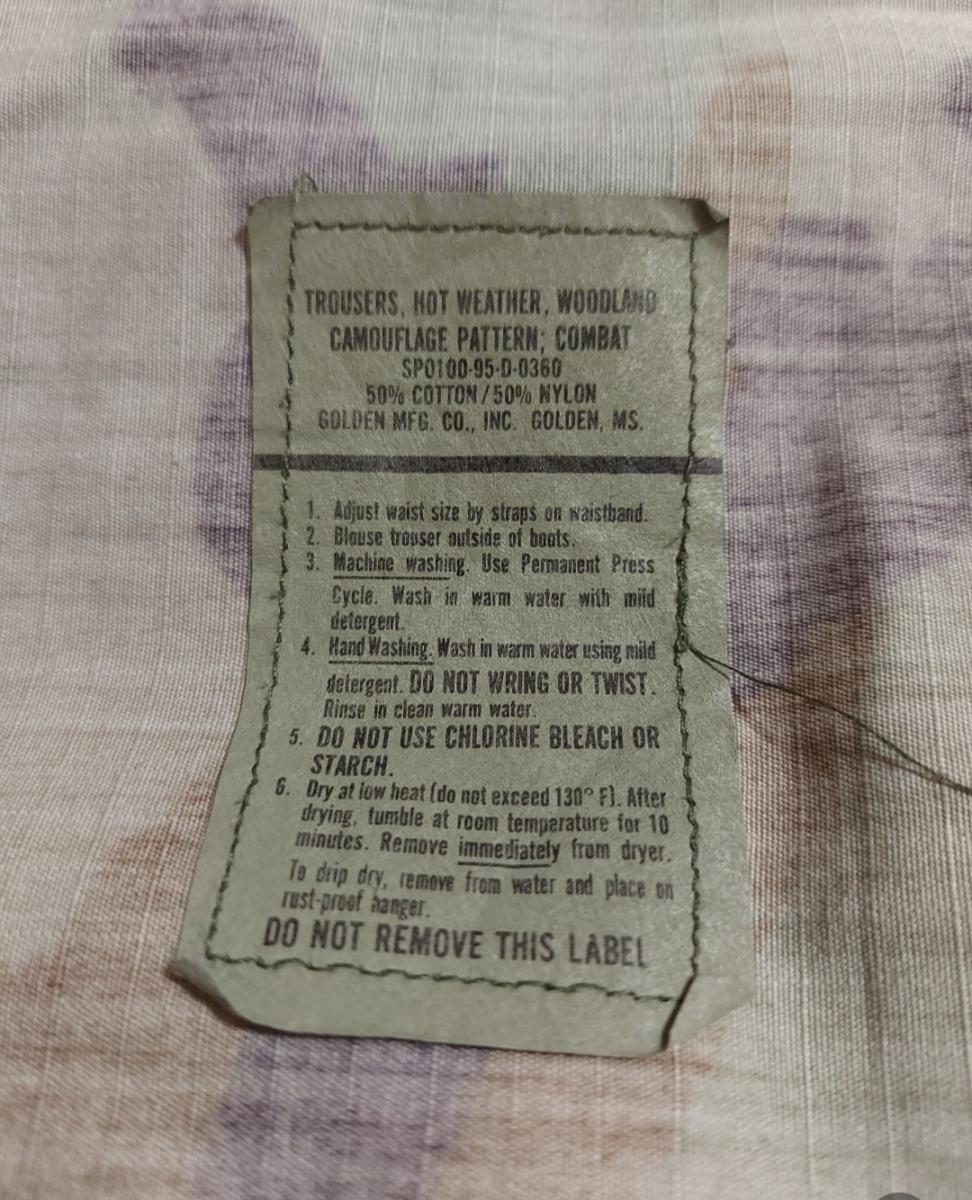 TROUSERS, HOT WEATHER, WOODLAND
CAMOUFLAGE PATTERN; COMBAT
SPO100-95-D-0360
50% COTTON/50% NYLON
GOLDEN MFG. CO., INC. GOLDEN, MS.
1. Adjust waist size by straps on waistband.
2. Blouse trouser outside of boots.
3. Machine washing. Use Permanent Press
Cycle. Wash in warm water with mild
detergent.
4. Hand Washing. Wash in warm water using mild
detergent. DO NOT WRING OR TWIST.
Rinse in clean warm water.
5. DO NOT USE CHLORINE BLEACH OR
STARCH.
6. Dry at low heat (do not exceed 130° F). After
drying, tumble at room temperature for 10
minutes. Remove immediately from dryer.
To drip dry, remove from water and place on
rust-proof hanger.
DO NOT REMOVE THIS LABEL